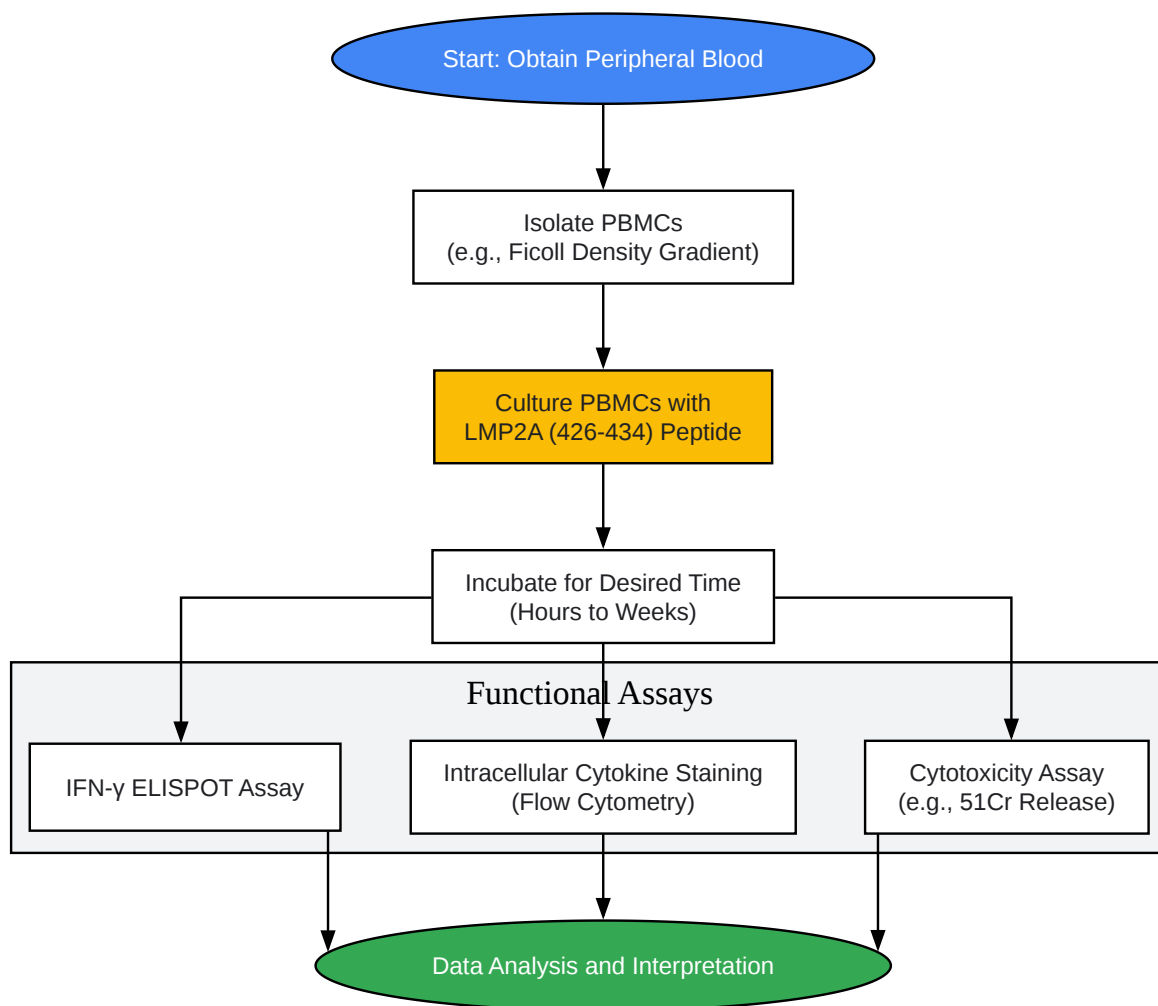 Start: Obtain Peripheral Blood
Isolate PBMCs
(e.g., Ficoll Density Gradient)
Culture PBMCs with
LMP2A (426-434) Peptide
Incubate for Desired Time
(Hours to Weeks)
Functional Assays
IFN-γ ELISPOT Assay
Intracellular Cytokine Staining
(Flow Cytometry)
Cytotoxicity Assay
(e.g., 51Cr Release)
Data Analysis and Interpretation